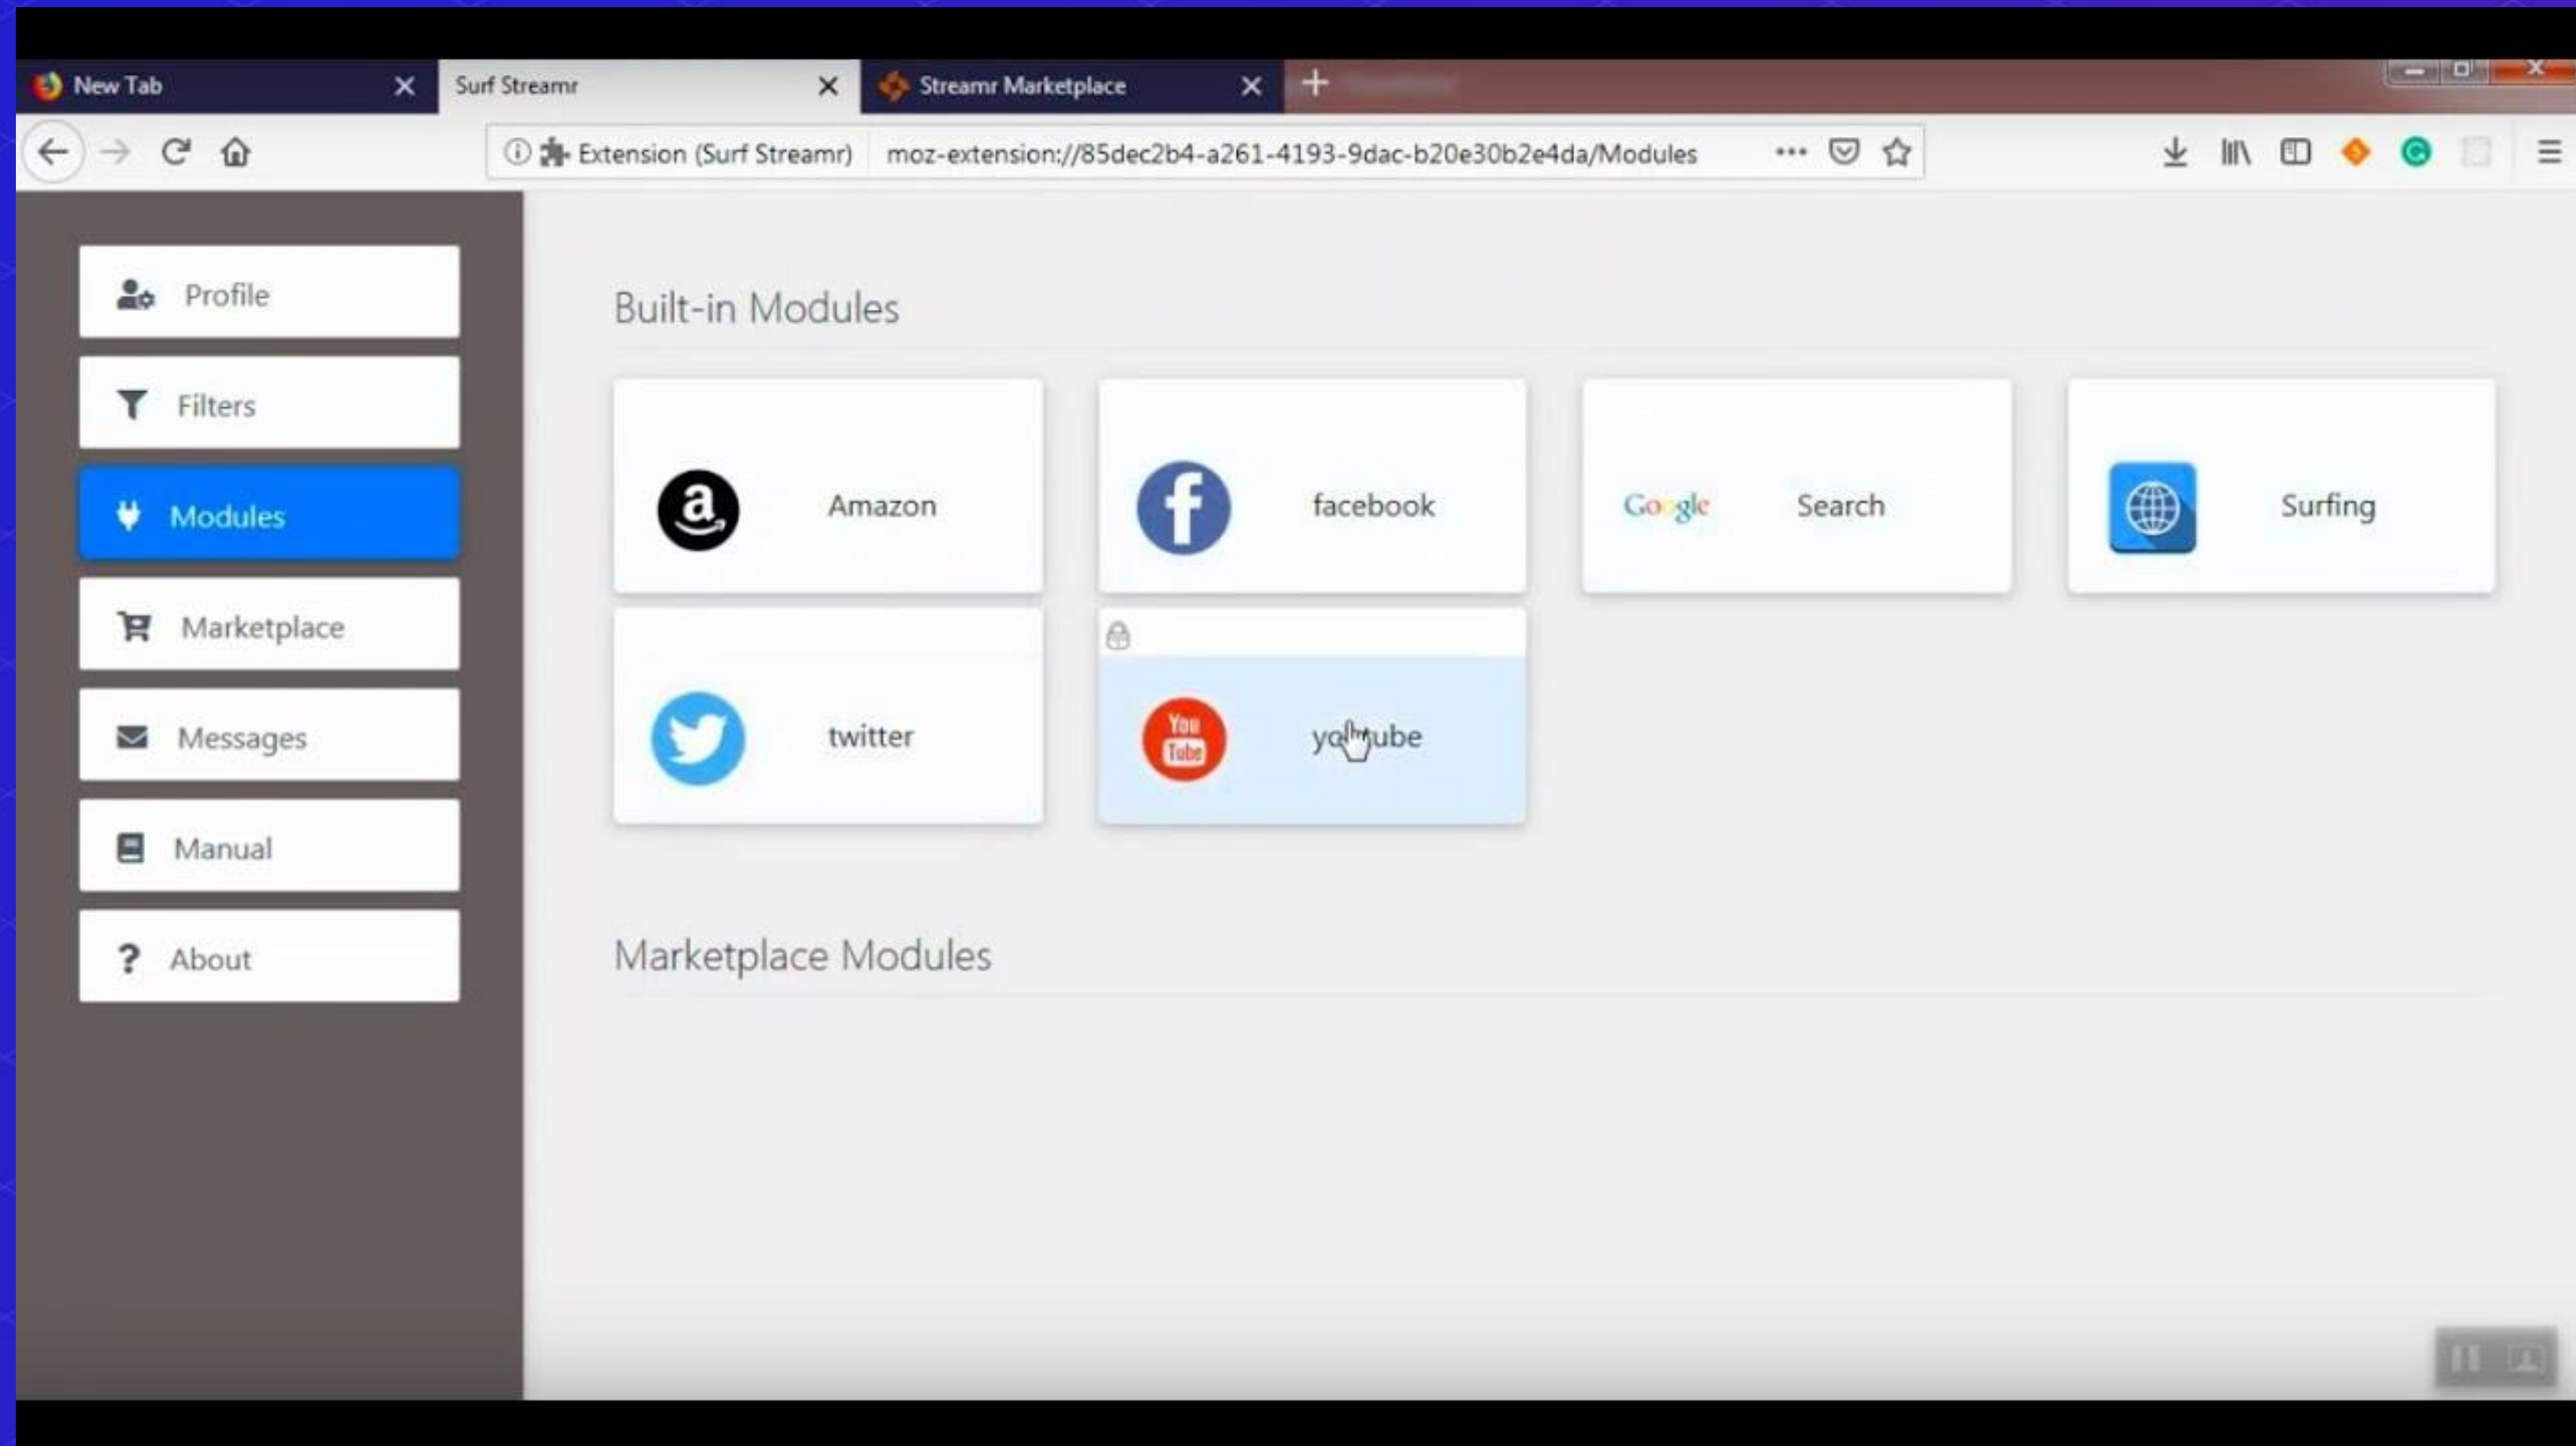 New Tab
Surf Streamr
Streamr Marketplace
Extension (Surf Streamr)
moz-extension://85dec2b4-a261-4193-9dac-b20e30b2e4da/Modules
Profile
Filters
Modules
Marketplace
Messages
Manual
? About
Built-in Modules
a
Amazon
f
facebook
Google
Search
Surfing
twitter
You
Tube
youtube
Marketplace Modules